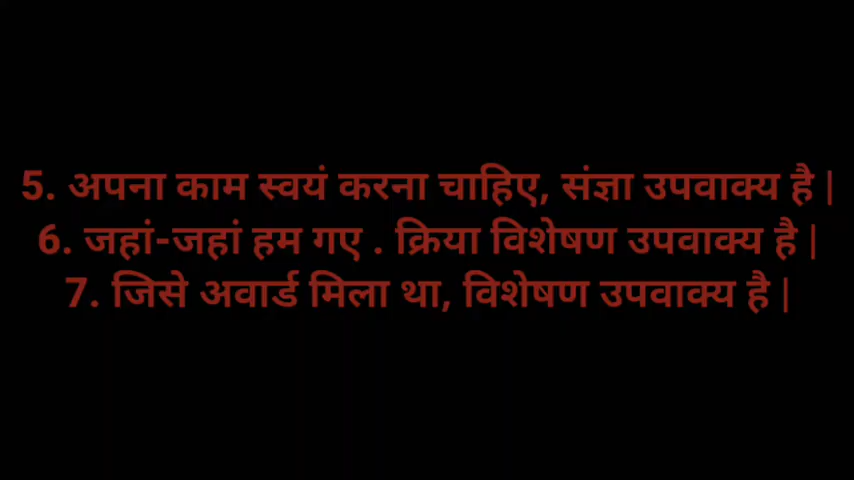 5. अपना काम स्वयं करना चाहिए, संज्ञा उपवाक्य है |
6. जहां-जहां हम गए . क्रिया विशेषण उपवाक्य है |
7. जिसे अवार्ड मिला था, विशेषण उपवाक्य है |